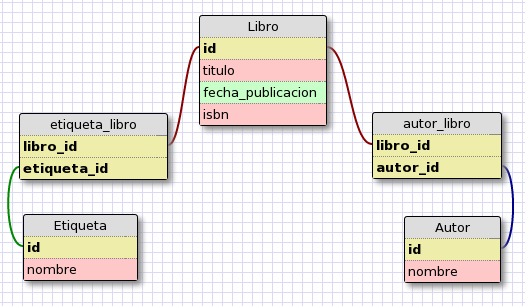 Libro
id
titulo
fecha_publicacion
isbn
etiqueta_libro
libro_id
etiqueta_id
autor_libro
libro_id
autor_id
Etiqueta
id
nombre
Autor
id
nombre